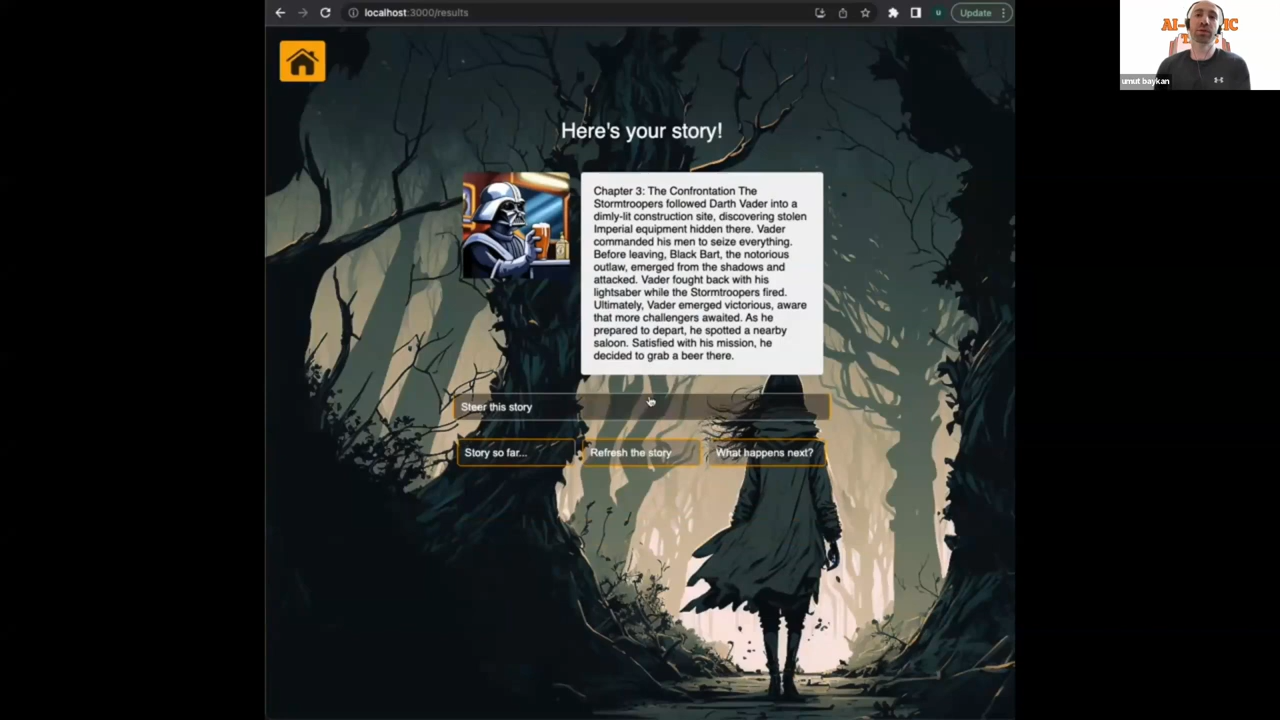 localhost:3000/results
U
Update
umut baykan
Here's your story!
Chapter 3: The Confrontation The
Stormtroopers followed Darth Vader into a
dimly-lit construction site, discovering stolen
Imperial equipment hidden there. Vader
commanded his men to seize everything.
Before leaving, Black Bart, the notorious
outlaw, emerged from the shadows and
attacked. Vader fought back with his
lightsaber while the Stormtroopers fired.
Ultimately, Vader emerged victorious, aware
that more challengers awaited. As he
prepared to depart, he spotted a nearby
saloon. Satisfied with his mission, he
decided to grab a beer there.
Steer this story
Story so far...
Refresh the story
What happens next?